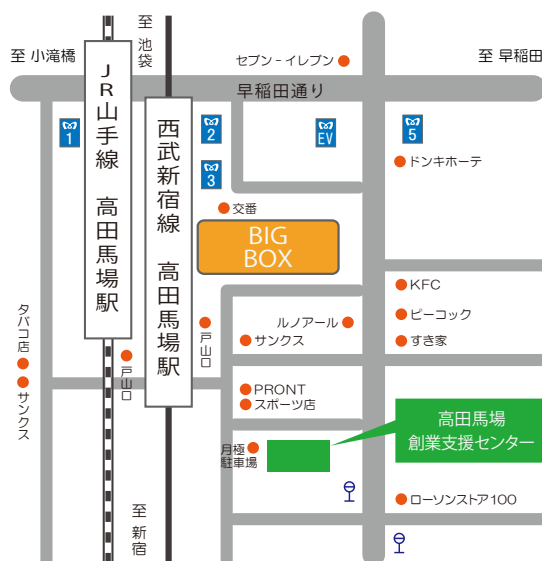 至 池袋
至 小滝橋
セブン‐イレブン
至 早稲田
早稲田通り
JR山手線 高田馬場駅
西武新宿線 高田馬場駅
1
2
3
EV
5
ドンキホーテ
交番
BIG
BOX
KFC
ピーコック
すき家
ルノアール
サンクス
戸山口
戸山口
タバコ店
サンクス
PRONT
スポーツ店
高田馬場
創業支援センター
月極
駐車場
ローソンストア100
至 新宿